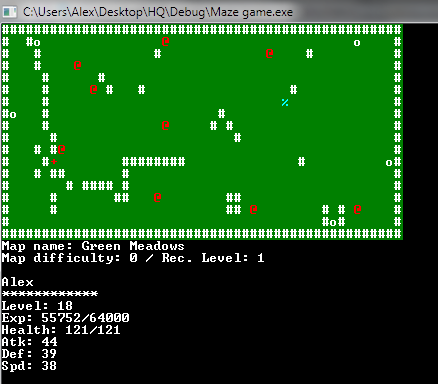 C:\Users\Alex\Desktop\HQ\Debug\Maze game.exe
Map name: Green Meadows
Map difficulty: 0 / Rec. Level: 1
Alex
************
Level: 18
Exp: 55752/64000
Health: 121/121
Atk: 44
Def: 39
Spd: 38